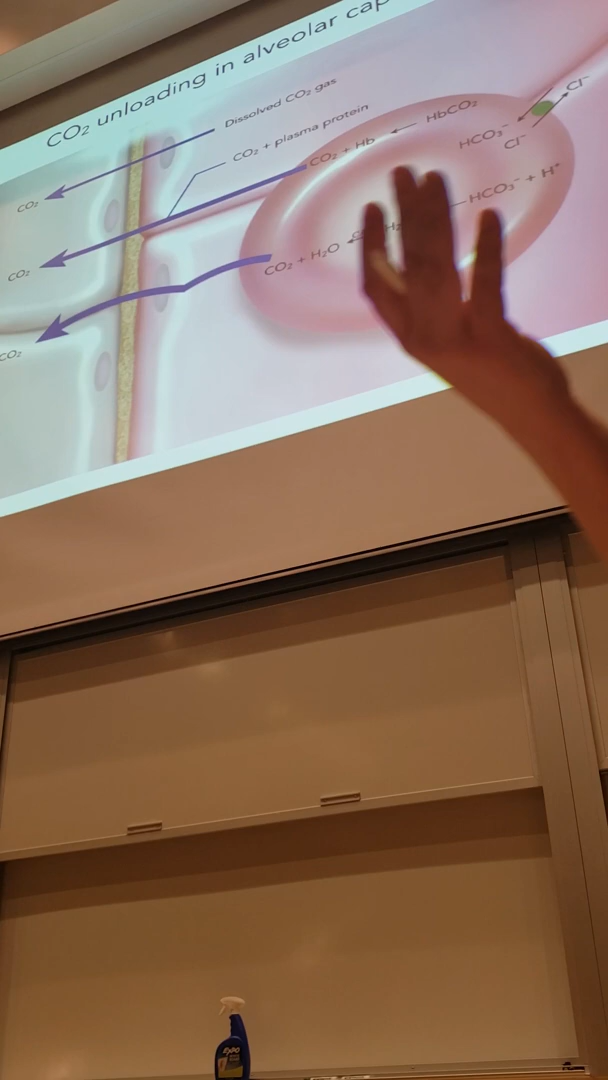 CO₂ unloading in alveolar cap
Dissolved CO₂ gas
CO₂ + plasma protein
CO₂ + Hb
HbCO₂
Cl⁻
HCO₃⁻
Cl⁻
CO₂
CO₂
CO₂
CO₂ + H₂O
HCO₃⁻ + H⁺
EXPO